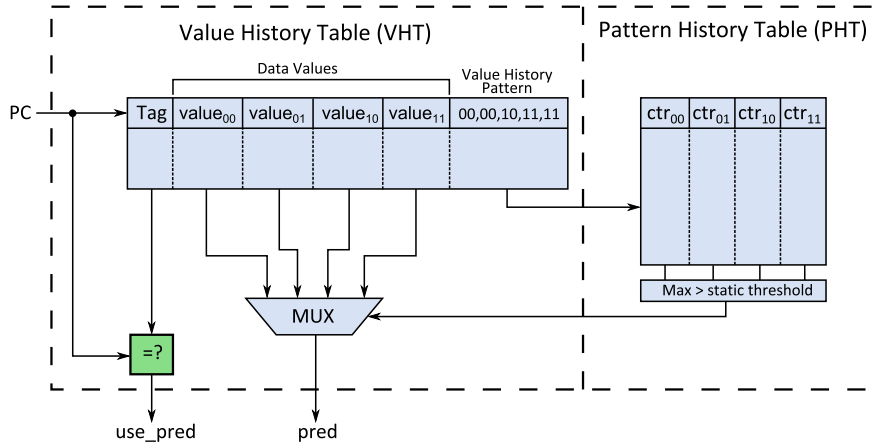 Value History Table (VHT)
Pattern History Table (PHT)
Data Values
Value History
Pattern
PC
Tag value00 value01 value10 value11 00,00,10,11,11
ctr00 ctr01 ctr10 ctr11
Max > static threshold
MUX
=?
use_pred
pred